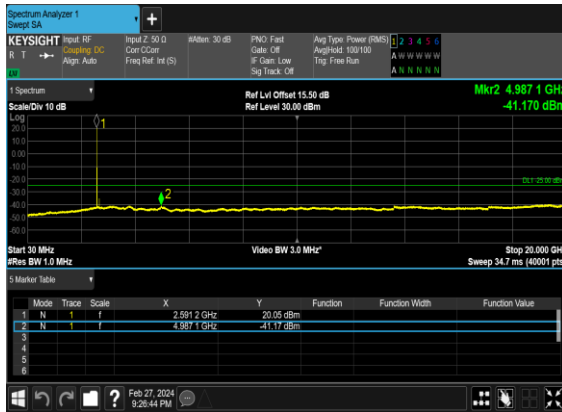 Spectrum Analyzer 1
Swept SA
KEYSIGHT
R T
Input: RF
Coupling: DC
Align: Auto
Input Z: 50 Ω
Corr CCorr
Freq Ref: Int (S)
#Atten: 30 dB
PNO: Fast
Gate: Off
IF Gain: Low
Sig Track: Off
Avg Type: Power (RMS)
Avg|Hold: 100/100
Trig: Free Run
1 2 3 4 5 6
A W W W W W
A N N N N N
1 Spectrum
Scale/Div 10 dB
Log
Ref Lvl Offset 15.50 dB
Ref Level 30.00 dBm
Mkr2 4.987 1 GHz
-41.170 dBm
20.0
10.0
0.00
-10.0
-20.0
-30.0
-40.0
-50.0
-60.0
1
2
DL1 -25.00 dBm
Start 30 MHz
#Res BW 1.0 MHz
Video BW 3.0 MHz*
Stop 20.000 GHz
Sweep 34.7 ms (40001 pts)
5 Marker Table
Mode Trace Scale X Y Function Function Width Function Value
1 N 1 f 2.591 2 GHz 20.05 dBm
2 N 1 f 4.987 1 GHz -41.17 dBm
3
4
5
6
?
Feb 27, 2024
9:26:44 PM